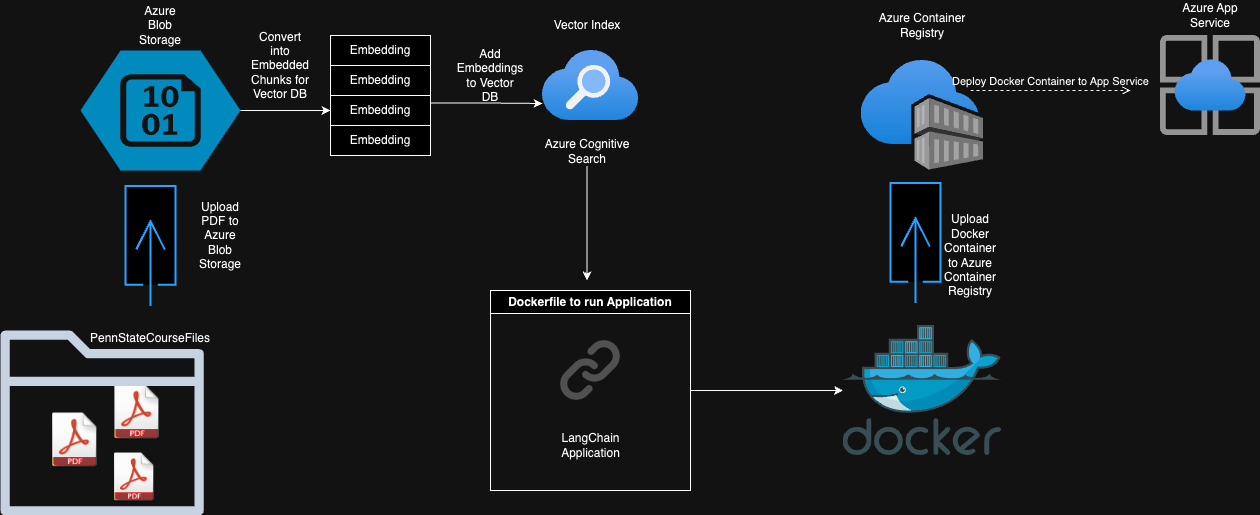 Azure
Blob
Storage
10
01
Convert
into
Embedded
Chunks for
Vector DB
Embedding
Embedding
Embedding
Embedding
Add
Embeddings
to Vector
DB
Vector Index
Azure Cognitive
Search
Azure Container
Registry
Deploy Docker Container to App Service
Azure App
Service
Upload
PDF to
Azure
Blob
Storage
Upload
Docker
Container
to Azure
Container
Registry
PennStateCourseFiles
PDF
PDF
PDF
Dockerfile to run Application
LangChain
Application
docker